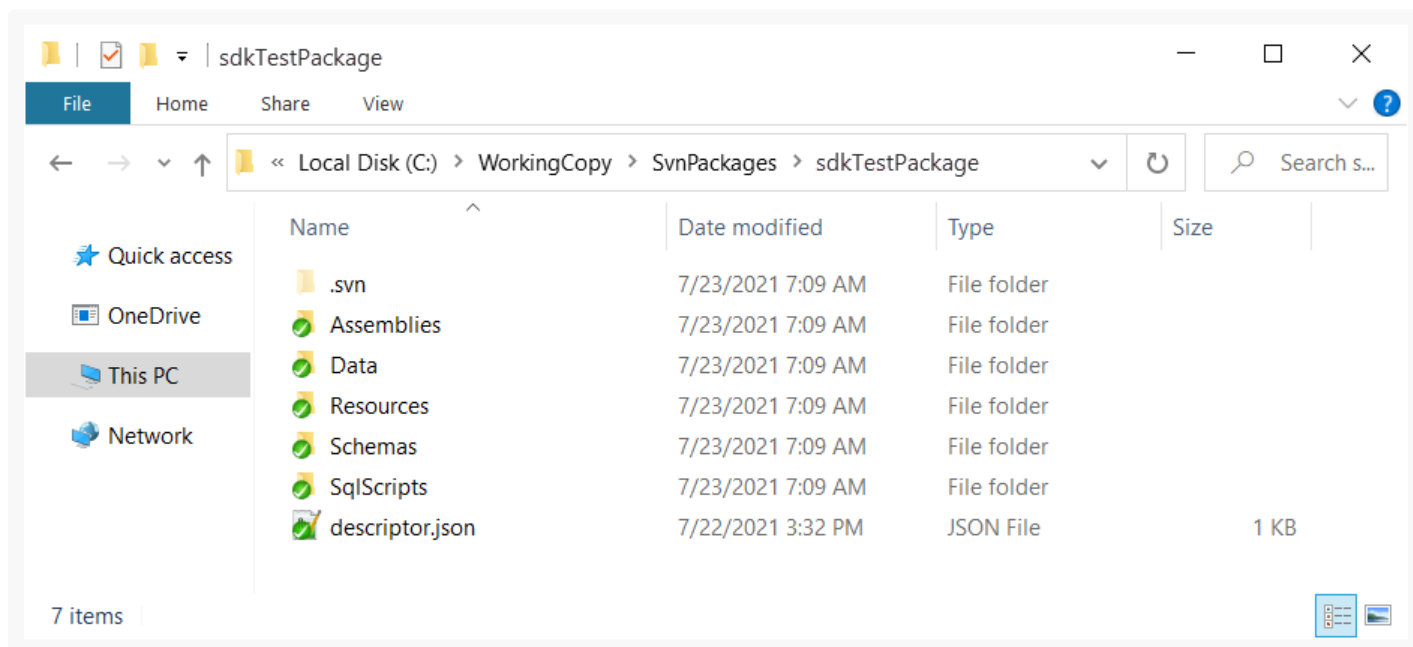 sdkTestPackage
File Home Share View ?
« Local Disk (C:) > WorkingCopy > SvnPackages > sdkTestPackage Search s...
Name Date modified Type Size
Quick access
OneDrive
This PC
Network
.svn 7/23/2021 7:09 AM File folder
Assemblies 7/23/2021 7:09 AM File folder
Data 7/23/2021 7:09 AM File folder
Resources 7/23/2021 7:09 AM File folder
Schemas 7/23/2021 7:09 AM File folder
SqlScripts 7/23/2021 7:09 AM File folder
descriptor.json 7/22/2021 3:32 PM JSON File 1 KB
7 items